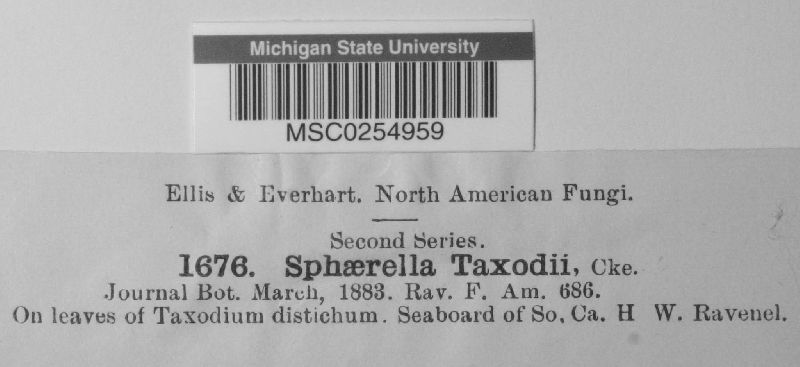 Michigan State University
MSC0254959
Ellis & Everhart. North American Fungi.
Second Series.
1676. Sphærella Taxodii, Cke.
Journal Bot. March, 1883. Rav. F. Am. 686.
On leaves of Taxodium distichum. Seaboard of So. Ca. H W. Ravenel.